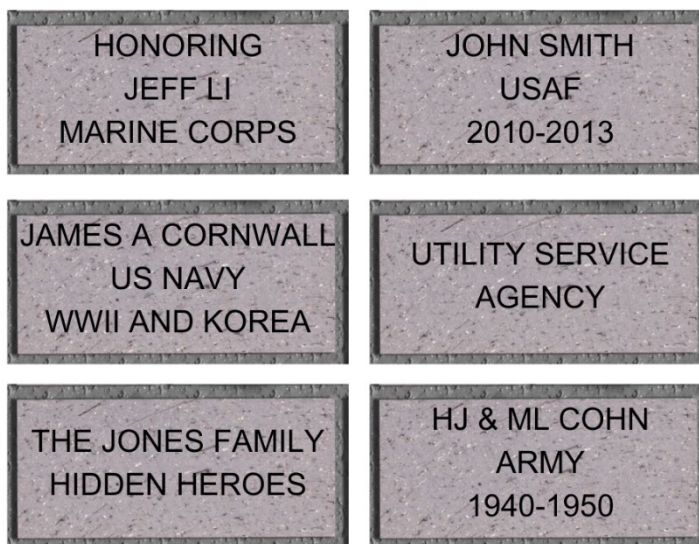 HONORING
JEFF LI
MARINE CORPS
JOHN SMITH
USAF
2010-2013
JAMES A CORNWALL
US NAVY
WWII AND KOREA
UTILITY SERVICE
AGENCY
THE JONES FAMILY
HIDDEN HEROES
HJ & ML COHN
ARMY
1940-1950